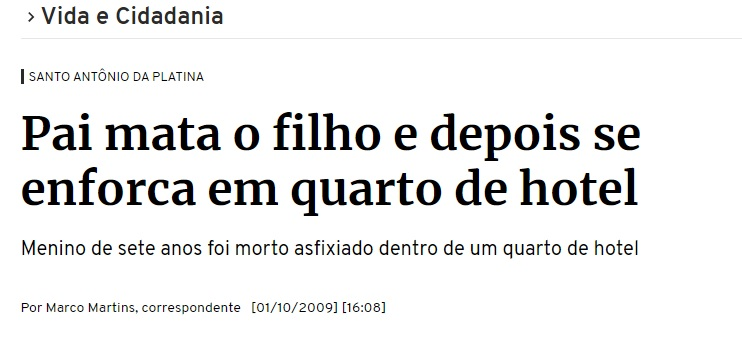 › Vida e Cidadania
SANTO ANTÔNIO DA PLATINA
Pai mata o filho e depois se
enforca em quarto de hotel
Menino de sete anos foi morto asfixiado dentro de um quarto de hotel
Por Marco Martins, correspondente [01/10/2009] [16:08]